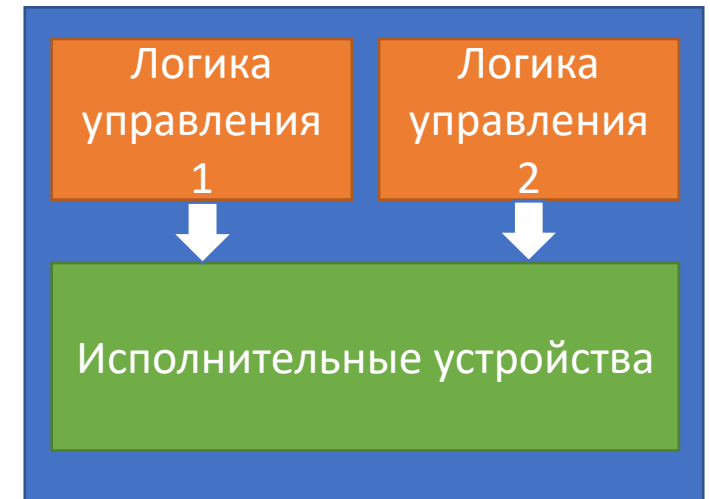 Логика
управления
1
Логика
управления
2
Исполнительные устройства